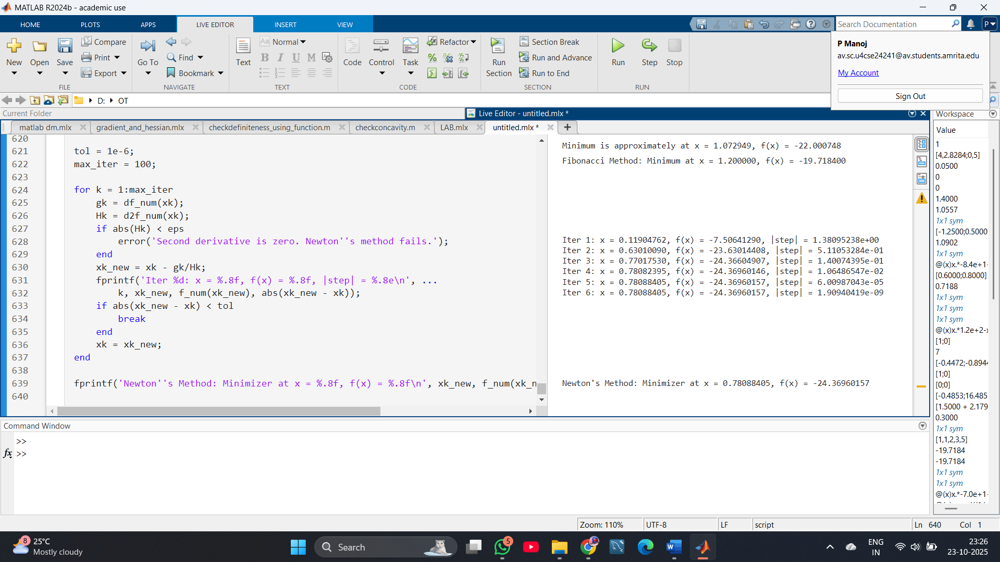 MATLAB R2024b - academic use
HOME PLOTS APPS LIVE EDITOR INSERT VIEW
Search Documentation
P
P Manoj
av.sc.u4cse24241@av.students.amrita.edu
My Account
Sign Out
New Open Save Compare Print Export
FILE
Go To Find Bookmark
NAVIGATE
Text Normal
B I U M
TEXT
Code Control Task Refactor
CODE
Run Section Section Break Run and Advance Run to End
SECTION
Run Step Stop
RUN
D: OT
Current Folder
Live Editor - untitled.mlx *
Workspace
matlab dm.mlx gradient_and_hessian.mlx checkdefiniteness_using_function.m checkconcavity.m LAB.mlx untitled.mlx *
620
621 tol = 1e-6;
622 max_iter = 100;
623
624 for k = 1:max_iter
625 gk = df_num(xk);
626 Hk = d2f_num(xk);
627 if abs(Hk) < eps
628 error('Second derivative is zero. Newton''s method fails.');
629 end
630 xk_new = xk - gk/Hk;
631 fprintf('Iter %d: x = %.8f, f(x) = %.8f, |step| = %.8e\n', ...
632 k, xk_new, f_num(xk_new), abs(xk_new - xk));
633 if abs(xk_new - xk) < tol
634 break
635 end
636 xk = xk_new;
637 end
638
639 fprintf('Newton''s Method: Minimizer at x = %.8f, f(x) = %.8f\n', xk_new, f_num(xk_n
640
Minimum is approximately at x = 1.072949, f(x) = -22.000748
Fibonacci Method: Minimum at x = 1.200000, f(x) = -19.718400
Iter 1: x = 0.11904762, f(x) = -7.50641290, |step| = 1.38095238e+00
Iter 2: x = 0.63010090, f(x) = -23.63014408, |step| = 5.11053284e-01
Iter 3: x = 0.77017530, f(x) = -24.36604907, |step| = 1.40074395e-01
Iter 4: x = 0.78082395, f(x) = -24.36960146, |step| = 1.06486547e-02
Iter 5: x = 0.78088405, f(x) = -24.36960157, |step| = 6.00987043e-05
Iter 6: x = 0.78088405, f(x) = -24.36960157, |step| = 1.90940419e-09
Newton's Method: Minimizer at x = 0.78088405, f(x) = -24.36960157
Value
1
[4,2.8284;0,5]
0.0500
0
0
1.4000
1.0557
1x1 sym
[-1.2500;0.5000
1.0902
1x1 sym
@(x)x.*-8.4e+1-
[0.6000;0.8000]
0.7188
1x1 sym
1x1 sym
1x1 sym
@(x)x.*1.2e+2-x
[1;0]
7
[-0.4472;-0.8944
[1;0]
[0;0]
[-0.4853;16.485
[1.5000 + 2.179
0.3000
1x1 sym
[1,1,2,3,5]
-19.7184
-19.7184
1x1 sym
1x1 sym
@(x)x.*-7.0e+1-
Command Window
>>
fx >>
Zoom: 110% UTF-8 LF script Ln 640 Col 1
8 25°C
Mostly cloudy
Search
5
W
ENG
IN
23:26
23-10-2025